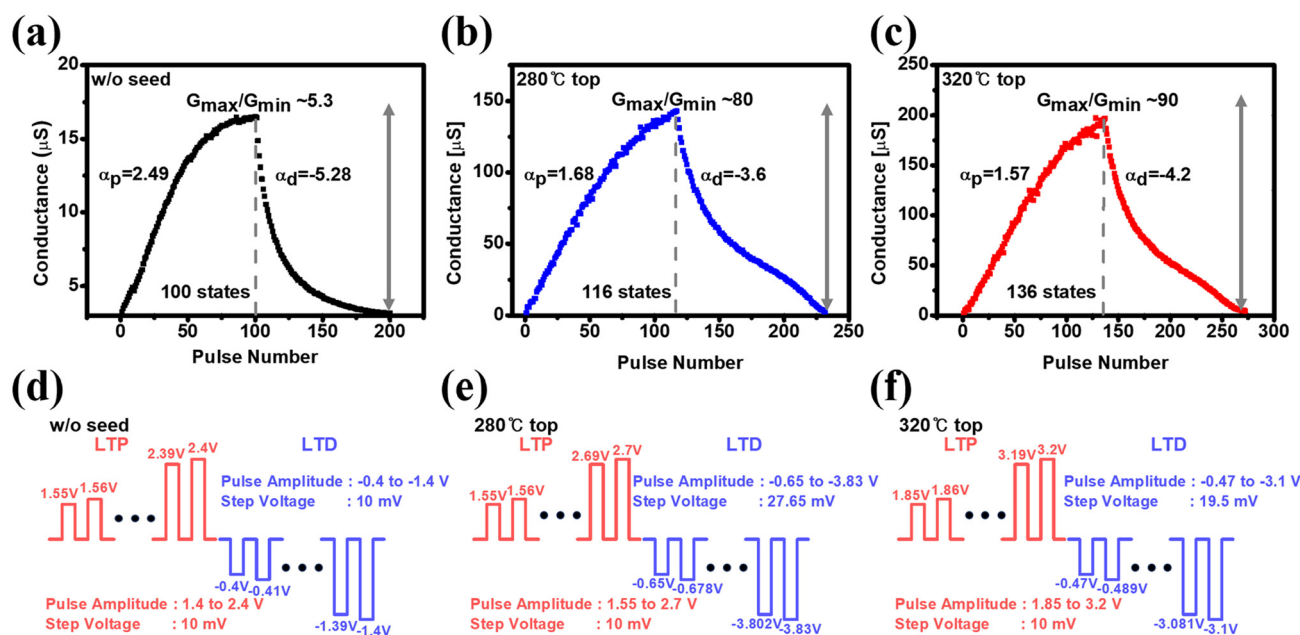 (a)
w/o seed
Gmax/Gmin ~5.3
αp=2.49
αd=-5.28
100 states
Conductance (μS)
20
15
10
5
0
50
100
150
200
Pulse Number
(b)
280℃ top
Gmax/Gmin ~80
αp=1.68
αd=-3.6
116 states
Conductance [μS]
150
100
50
0
0
50
100
150
200
250
Pulse Number
(c)
320℃ top
Gmax/Gmin ~90
αp=1.57
αd=-4.2
136 states
Conductance [μS]
250
200
150
100
50
0
0
50
100
150
200
250
300
Pulse Number
(d)
w/o seed
LTP
LTD
1.55V
1.56V
2.39V
2.4V
Pulse Amplitude : -0.4 to -1.4 V
Step Voltage : 10 mV
-0.4V
-0.41V
-1.39V
-1.4V
Pulse Amplitude : 1.4 to 2.4 V
Step Voltage : 10 mV
(e)
280℃ top
LTP
LTD
1.55V
1.56V
2.69V
2.7V
Pulse Amplitude : -0.65 to -3.83 V
Step Voltage : 27.65 mV
-0.65V
-0.678V
-3.802V
-3.83V
Pulse Amplitude : 1.55 to 2.7 V
Step Voltage : 10 mV
(f)
320℃ top
LTP
LTD
1.85V
1.86V
3.19V
3.2V
Pulse Amplitude : -0.47 to -3.1 V
Step Voltage : 19.5 mV
-0.47V
-0.489V
-3.081V
-3.1V
Pulse Amplitude : 1.85 to 3.2 V
Step Voltage : 10 mV